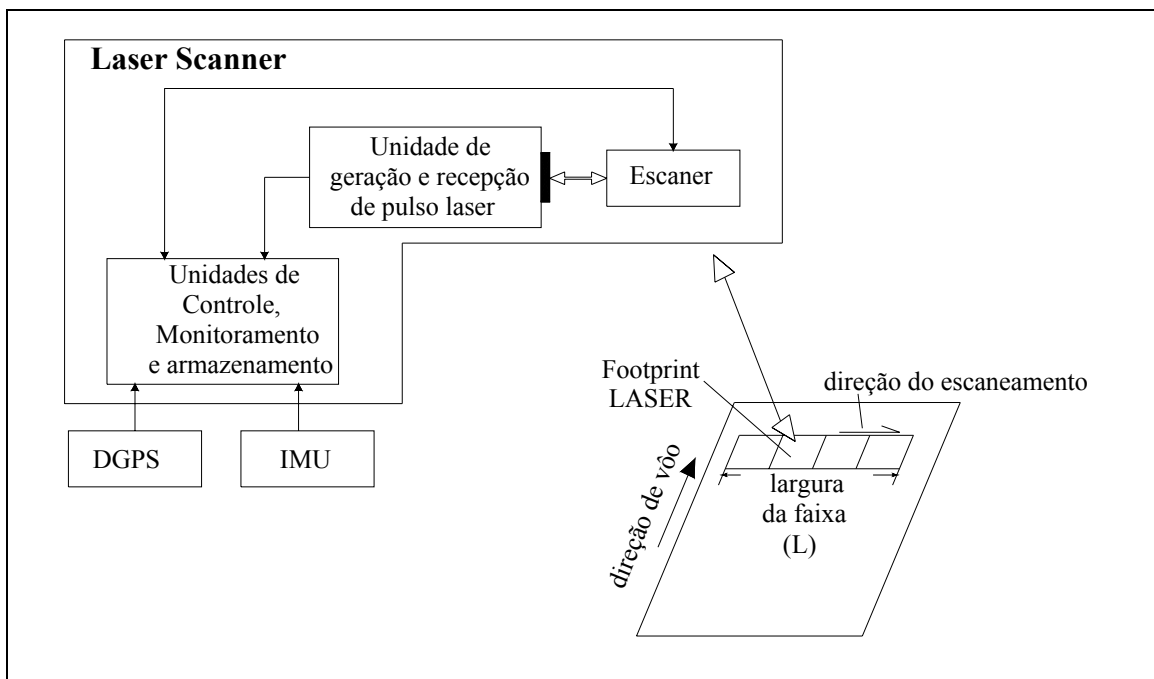 Laser Scanner
Unidade de
geração e recepção
de pulso laser
Escaner
Unidades de
Controle,
Monitoramento
e armazenamento
DGPS
IMU
Footprint
LASER
direção do escaneamento
direção de vôo
largura
da faixa
(L)